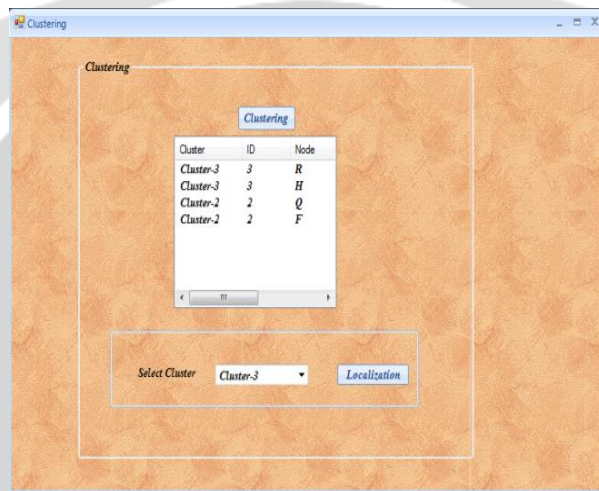 Clustering
Clustering
Clustering
Cluster ID Node
Cluster-3 3 R
Cluster-3 3 H
Cluster-2 2 Q
Cluster-2 2 F
Select Cluster Cluster-3 Localization